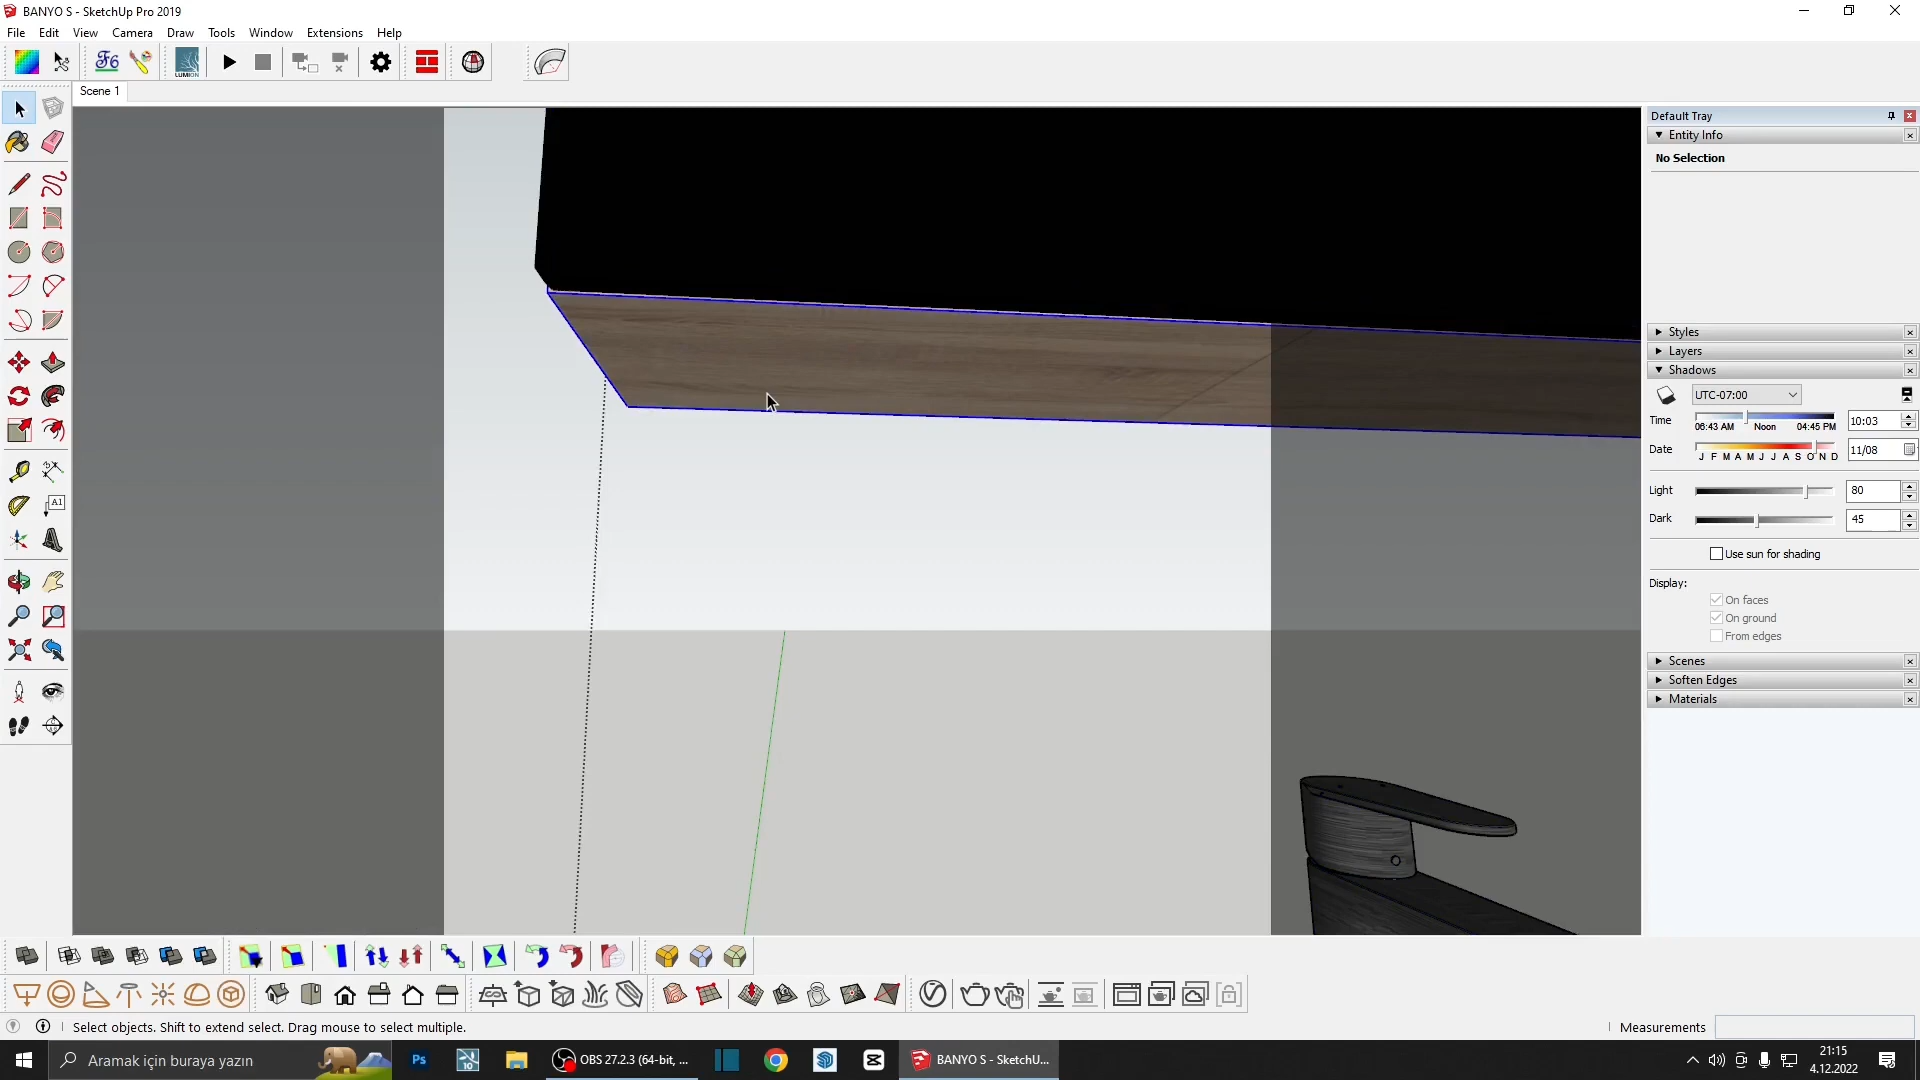 BANYO S - SketchUp Pro 2019
File Edit View Camera Draw Tools Window Extensions Help
F6
LUMION
Scene 1
Default Tray
Entity Info
No Selection
Styles
Layers
Shadows
UTC-07:00
Time
06:43 AM Noon 04:45 PM
10:03
Date
J F M A M J J A S O N D
11/08
Light
80
Dark
45
Use sun for shading
Display:
On faces
On ground
From edges
Scenes
Soften Edges
Materials
Select objects. Shift to extend select. Drag mouse to select multiple.
Measurements
Aramak için buraya yazın
Ps
10
OBS 27.2.3 (64-bit, ...
BANYO S - SketchU...
21:15
4.12.2022